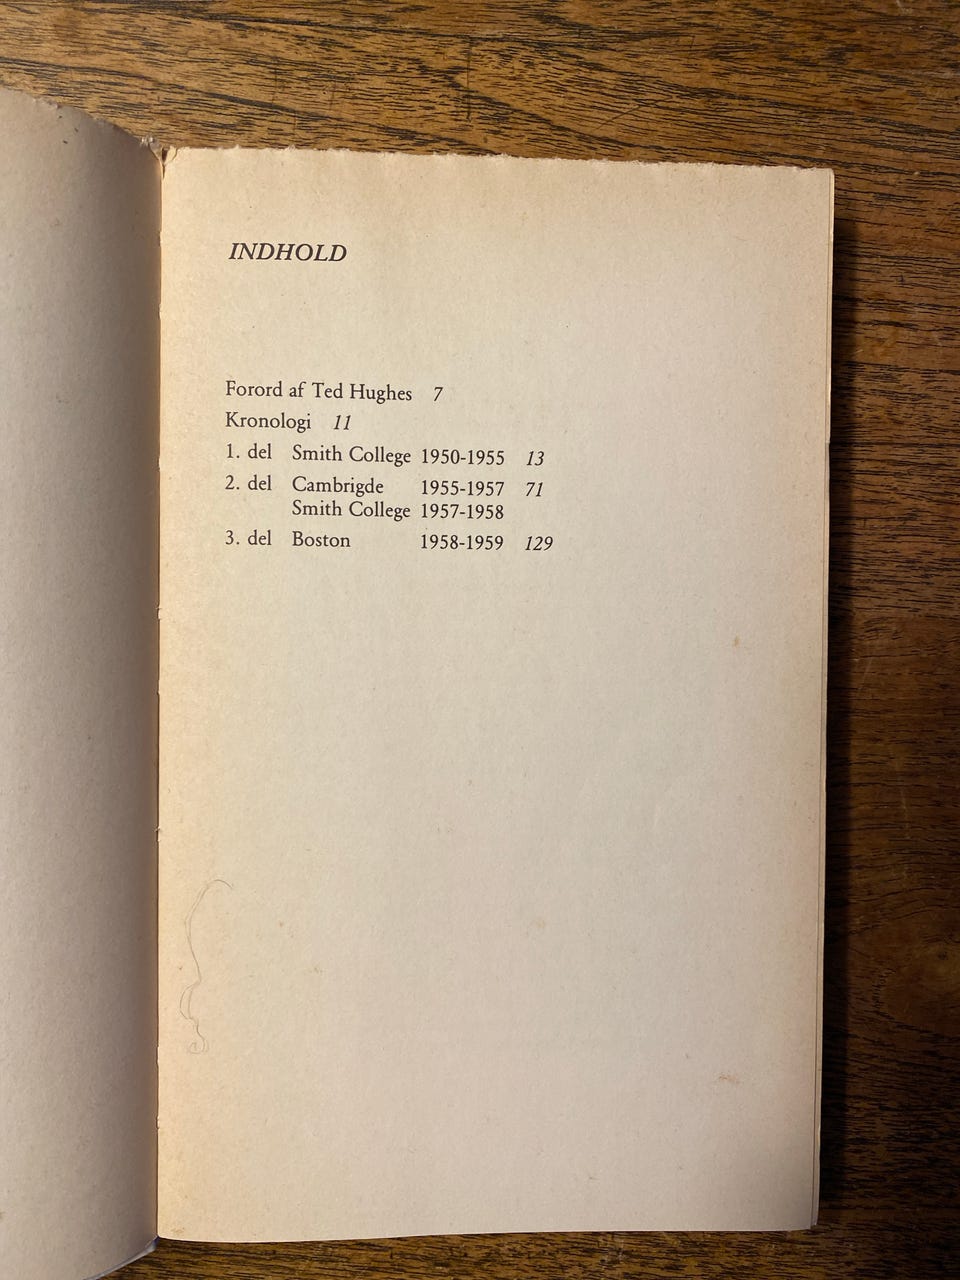 INDHOLD
Forord af Ted Hughes 7
Kronologi 11
1. del Smith College 1950-1955 13
2. del Cambrigde 1955-1957 71
Smith College 1957-1958
3. del Boston 1958-1959 129